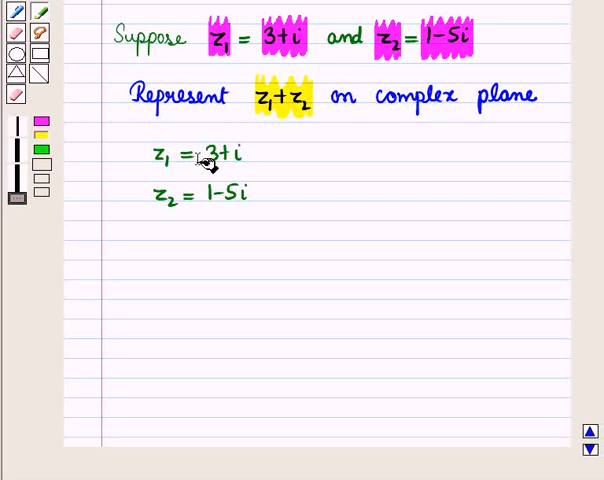 Suppose z₁ = 3+i and z₂ = 1-5i
Represent z₁+z₂ on complex plane
z₁ = 3+i
z₂ = 1-5i